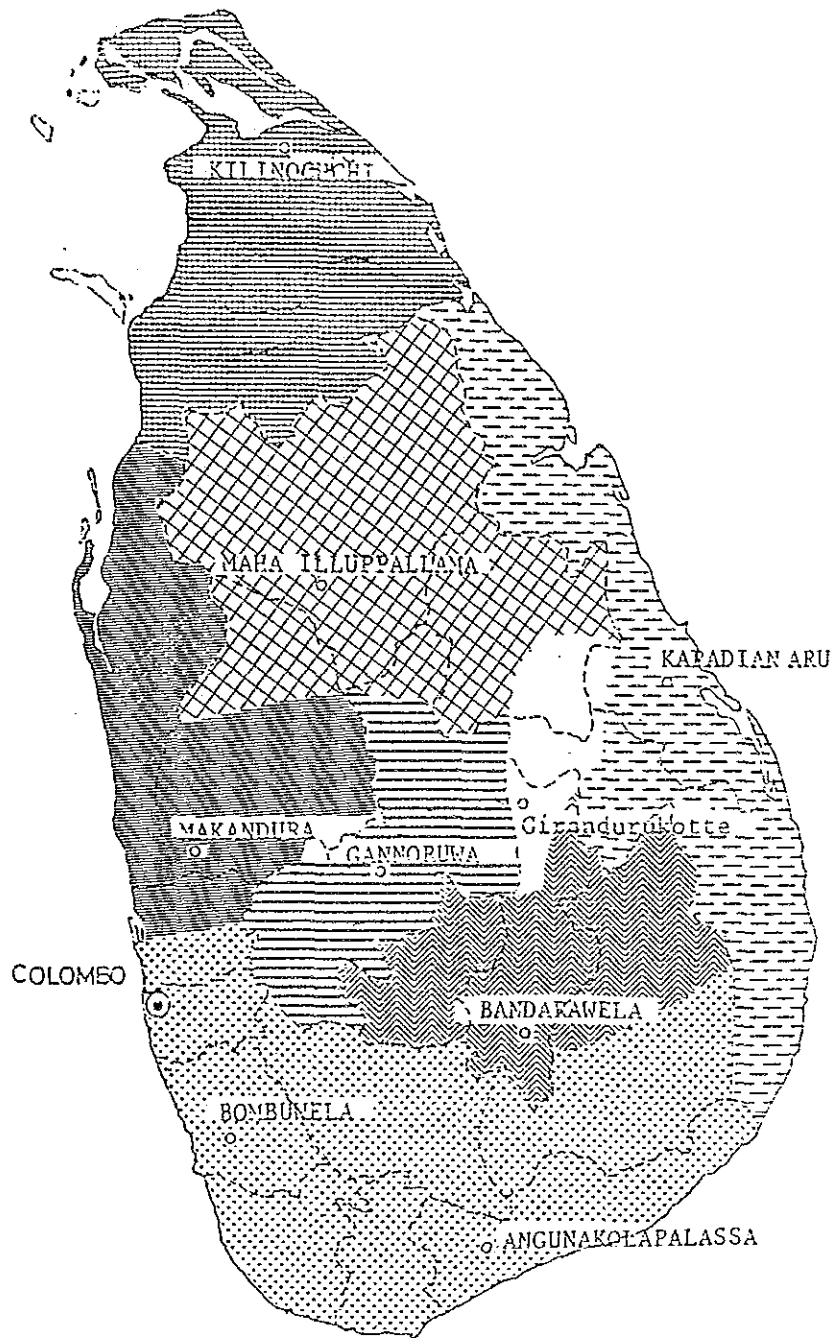 KILINOCHCHI
MAHA ILLUPPALLAMA
KARADIAN ARU
Girandurukotte
MAKANDURA
GANNORUWA
COLOMBO
BANDARAWELA
BOMBUWELA
ANGUNAKOLAPALASSA